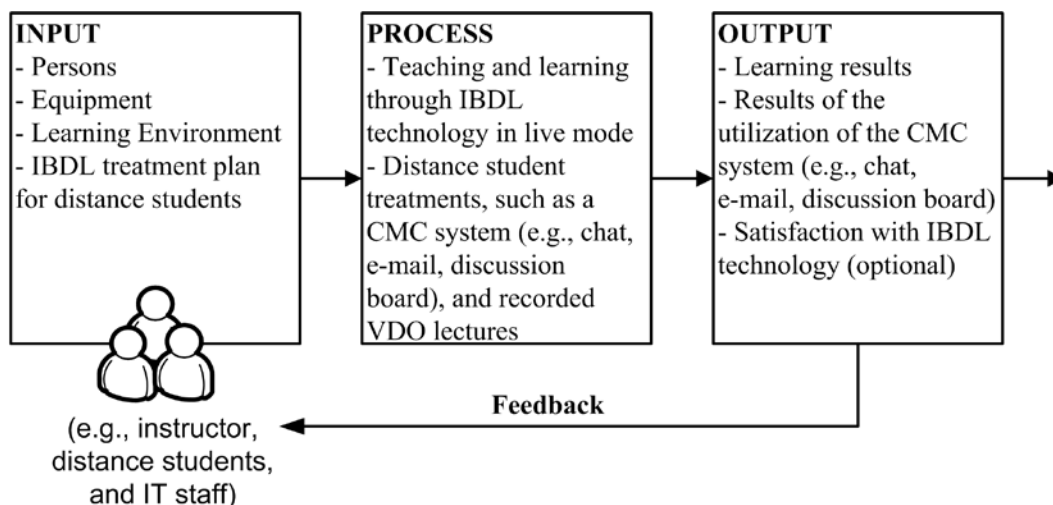 INPUT
- Persons
- Equipment
- Learning Environment
- IBDL treatment plan
for distance students
PROCESS
- Teaching and learning
through IBDL
technology in live mode
- Distance student
treatments, such as a
CMC system (e.g., chat,
e-mail, discussion
board), and recorded
VDO lectures
OUTPUT
- Learning results
- Results of the
utilization of the CMC
system (e.g., chat,
e-mail, discussion board)
- Satisfaction with IBDL
technology (optional)
Feedback
(e.g., instructor,
distance students,
and IT staff)